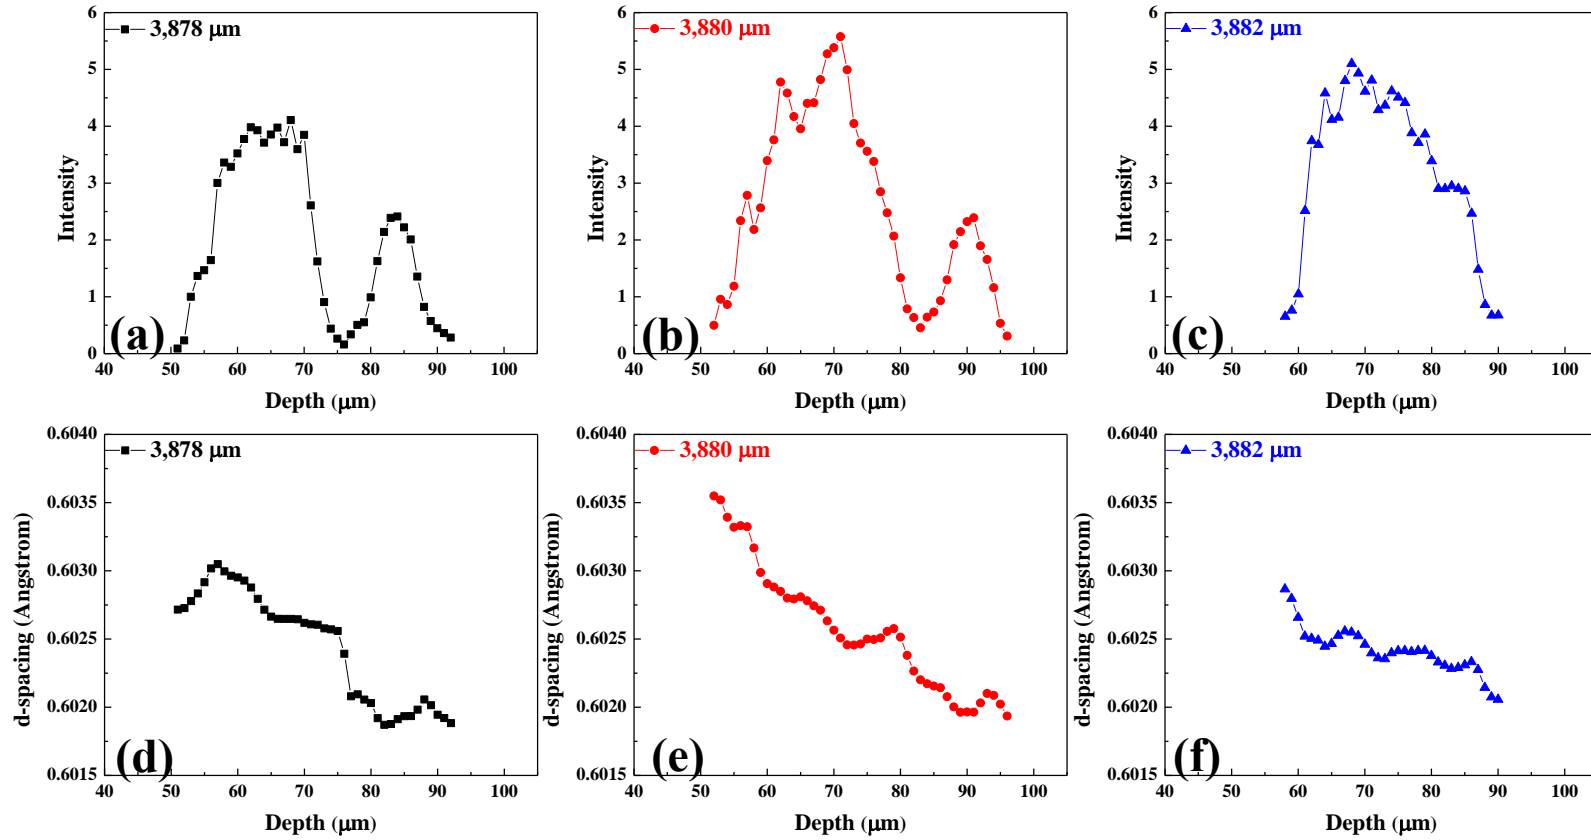 3,878 μm
3,880 μm
3,882 μm
6
5
4
3
2
1
0
6
5
4
3
2
1
0
6
5
4
3
2
1
0
Intensity
Intensity
Intensity
(a)
(b)
(c)
40 50 60 70 80 90 100
40 50 60 70 80 90 100
40 50 60 70 80 90 100
Depth (μm)
Depth (μm)
Depth (μm)
3,878 μm
3,880 μm
3,882 μm
0.6040
0.6035
0.6030
0.6025
0.6020
0.6015
0.6040
0.6035
0.6030
0.6025
0.6020
0.6015
0.6040
0.6035
0.6030
0.6025
0.6020
0.6015
d-spacing (Angstrom)
d-spacing (Angstrom)
d-spacing (Angstrom)
(d)
(e)
(f)
40 50 60 70 80 90 100
40 50 60 70 80 90 100
40 50 60 70 80 90 100
Depth (μm)
Depth (μm)
Depth (μm)